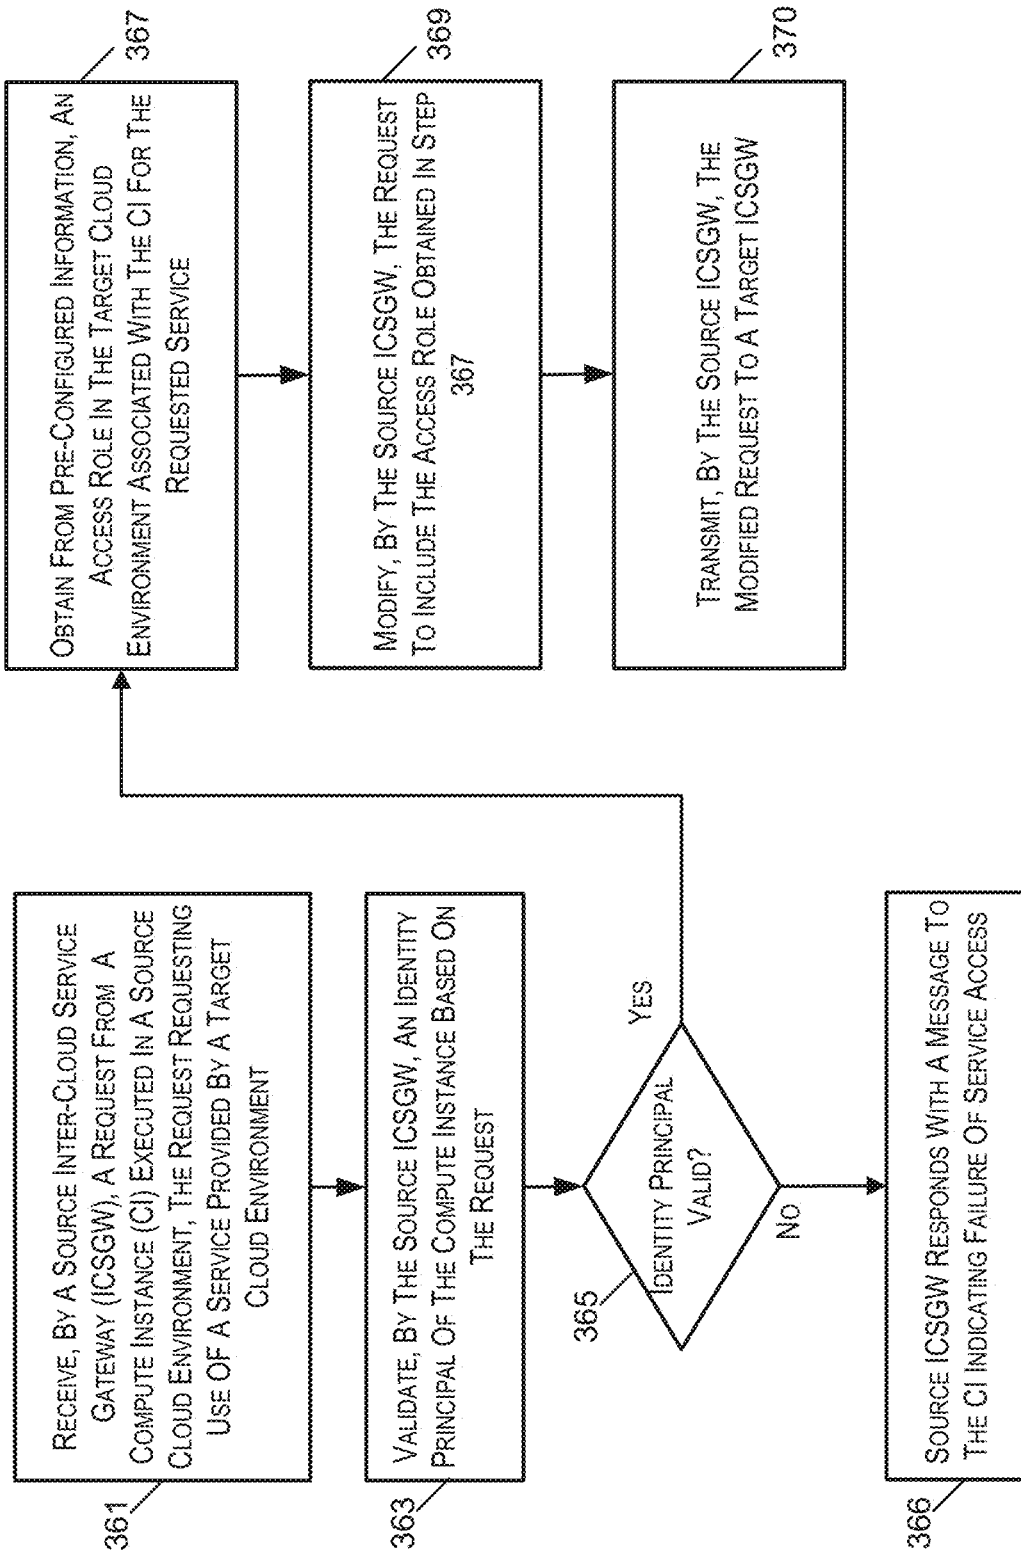 361
RECEIVE, BY A SOURCE INTER-CLOUD SERVICE
GATEWAY (ICSGW), A REQUEST FROM A
COMPUTE INSTANCE (CI) EXECUTED IN A SOURCE
CLOUD ENVIRONMENT, THE REQUEST REQUESTING
USE OF A SERVICE PROVIDED BY A TARGET
CLOUD ENVIRONMENT
363
VALIDATE, BY THE SOURCE ICSGW, AN IDENTITY
PRINCIPAL OF THE COMPUTE INSTANCE BASED ON
THE REQUEST
365
IDENTITY PRINCIPAL
VALID?
YES
NO
366
SOURCE ICSGW RESPONDS WITH A MESSAGE TO
THE CI INDICATING FAILURE OF SERVICE ACCESS
367
OBTAIN FROM PRE-CONFIGURED INFORMATION, AN
ACCESS ROLE IN THE TARGET CLOUD
ENVIRONMENT ASSOCIATED WITH THE CI FOR THE
REQUESTED SERVICE
369
MODIFY, BY THE SOURCE ICSGW, THE REQUEST
TO INCLUDE THE ACCESS ROLE OBTAINED IN STEP
367
370
TRANSMIT, BY THE SOURCE ICSGW, THE
MODIFIED REQUEST TO A TARGET ICSGW